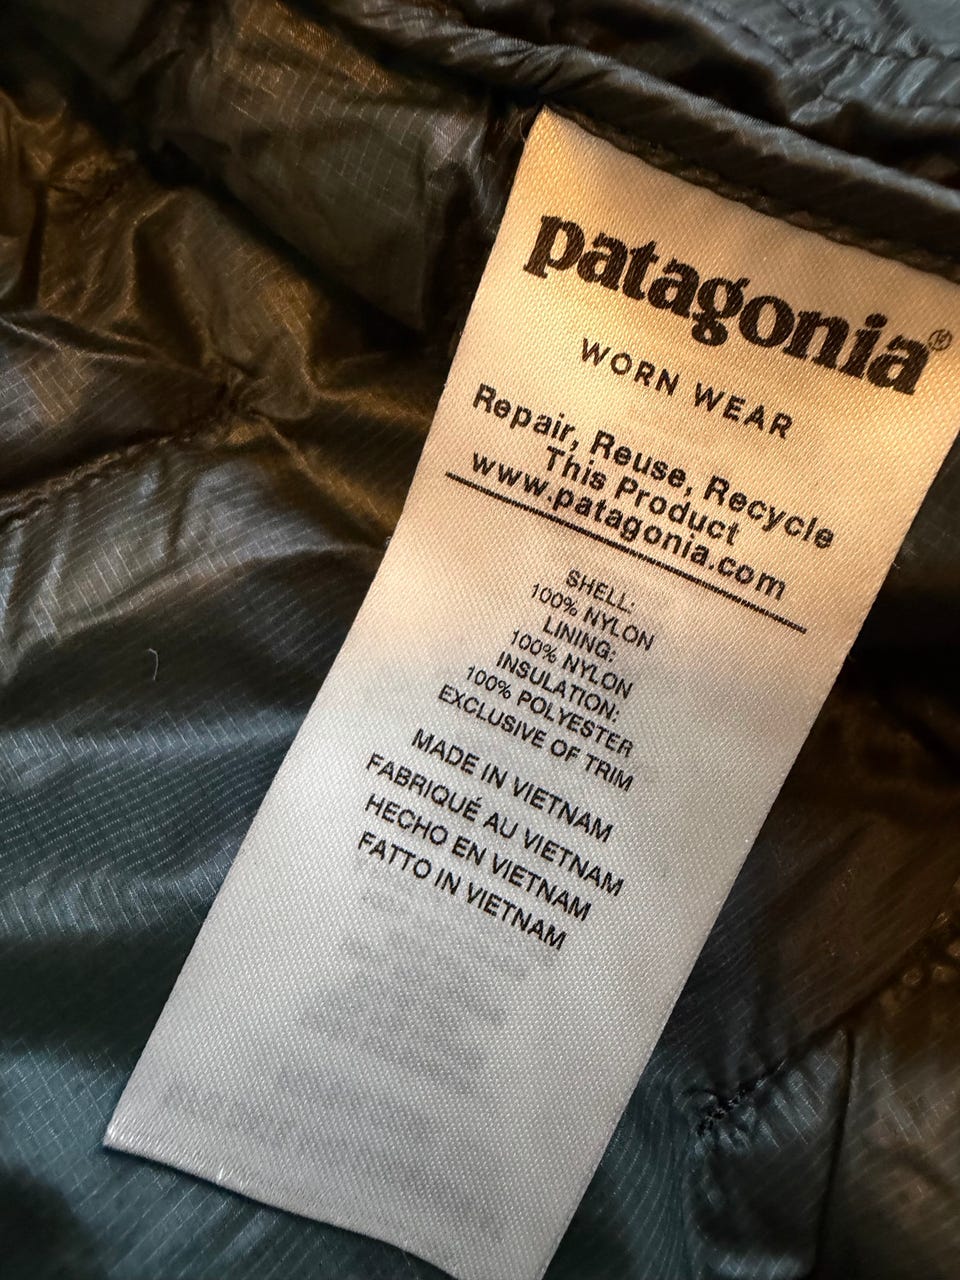 patagonia®
WORN WEAR
Repair, Reuse, Recycle
This Product
www.patagonia.com
SHELL:
100% NYLON
LINING:
100% NYLON
INSULATION:
100% POLYESTER
EXCLUSIVE OF TRIM
MADE IN VIETNAM
FABRIQUÉ AU VIETNAM
HECHO EN VIETNAM
FATTO IN VIETNAM